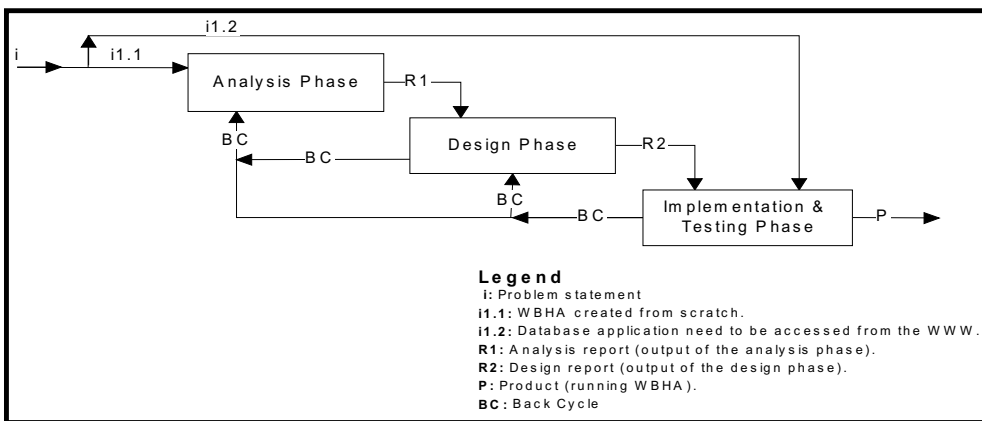 i1.2
i
i1.1
Analysis Phase
R1
BC
BC
Design Phase
R2
BC
BC
Implementation &
Testing Phase
P
Legend
i: Problem statement
i1.1: WBHA created from scratch.
i1.2: Database application need to be accessed from the WWW.
R1: Analysis report (output of the analysis phase).
R2: Design report (output of the design phase).
P: Product (running WBHA).
BC: Back Cycle